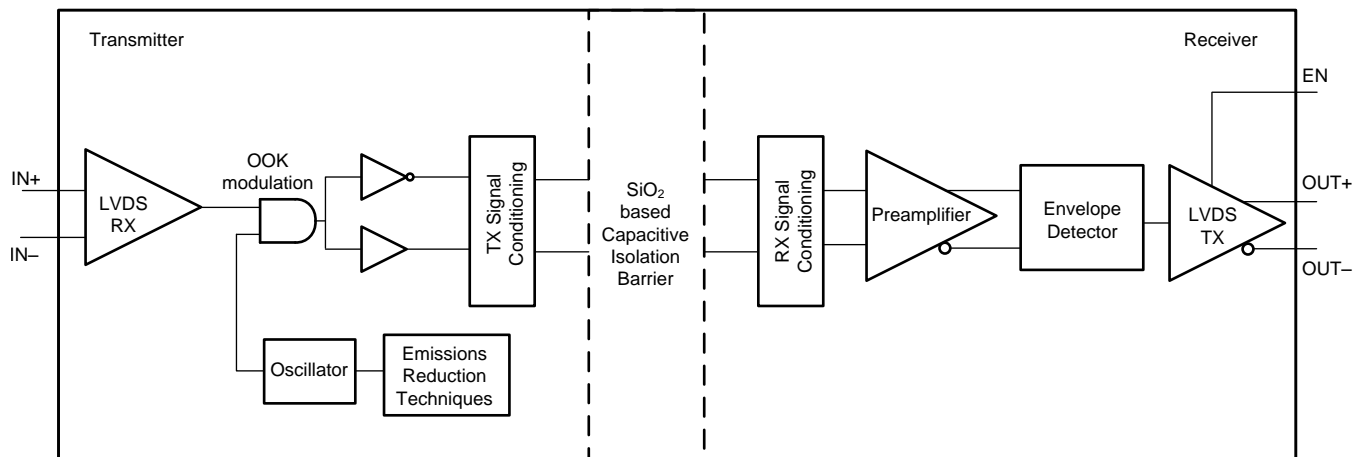 Transmitter
Receiver
EN
IN+
IN–
LVDS
RX
OOK
modulation
TX Signal
Conditioning
SiO₂
based
Capacitive
Isolation
Barrier
RX Signal
Conditioning
Preamplifier
Envelope
Detector
LVDS
TX
OUT+
OUT–
Oscillator
Emissions
Reduction
Techniques